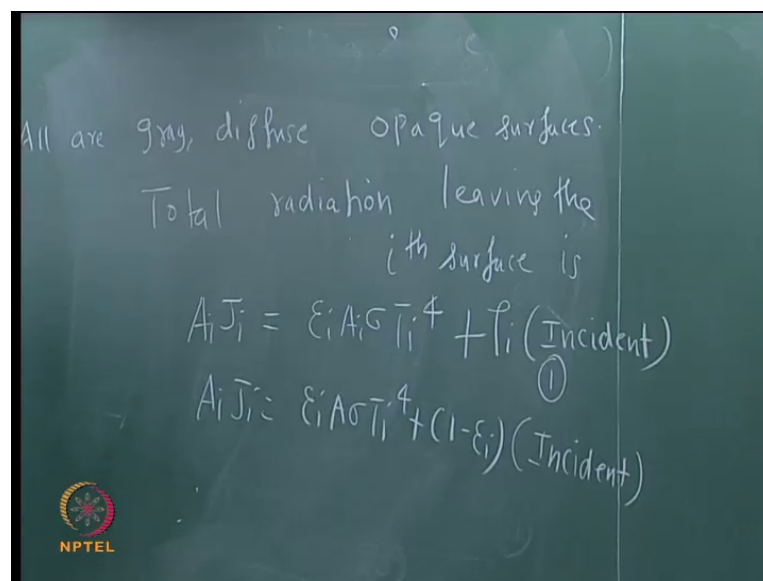 All are gray, diffuse opaque surfaces.
Total radiation leaving the
ith surface is
AiJi = εiAiσTi⁴ + ρi (Incident)
①
AiJi = εiAσTi⁴ + (1-εi) (Incident)
NPTEL